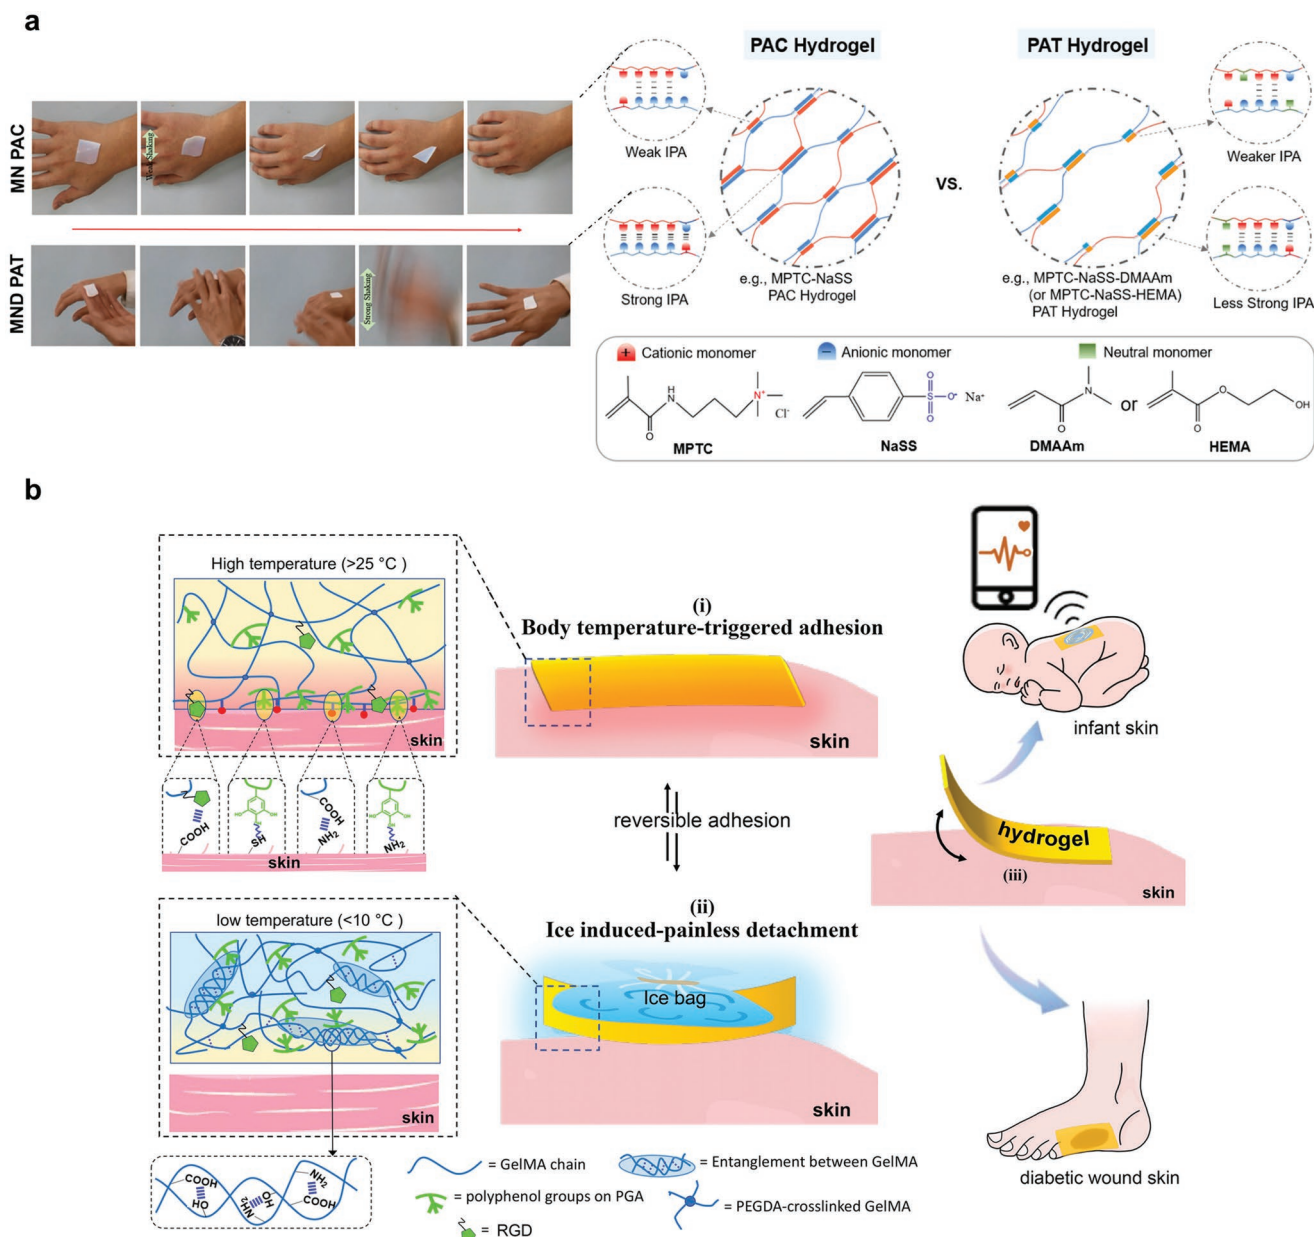 a
PAC Hydrogel
PAT Hydrogel
MN PAC
Weak Shaking
Weak IPA
Weaker IPA
VS.
MND PAT
Strong Shaking
Strong IPA
Less Strong IPA
e.g., MPTC-NaSS
PAC Hydrogel
e.g., MPTC-NaSS-DMAAm
(or MPTC-NaSS-HEMA)
PAT Hydrogel
+ Cationic monomer
− Anionic monomer
Neutral monomer
H
N
O
N+
Cl-
MPTC
O
S
O-
O
Na+
NaSS
N
O
DMAAm
or
O
O
OH
HEMA
b
High temperature (>25 °C )
skin
COOH
SH
COOH
NH2
NH2
skin
(i)
Body temperature-triggered adhesion
skin
reversible adhesion
infant skin
hydrogel
(iii)
skin
low temperature (<10 °C )
skin
(ii)
Ice induced-painless detachment
Ice bag
skin
diabetic wound skin
COOH
HO
NH2
OH
NH2
COOH
= GelMA chain
= Entanglement between GelMA
= polyphenol groups on PGA
= PEGDA-crosslinked GelMA
= RGD